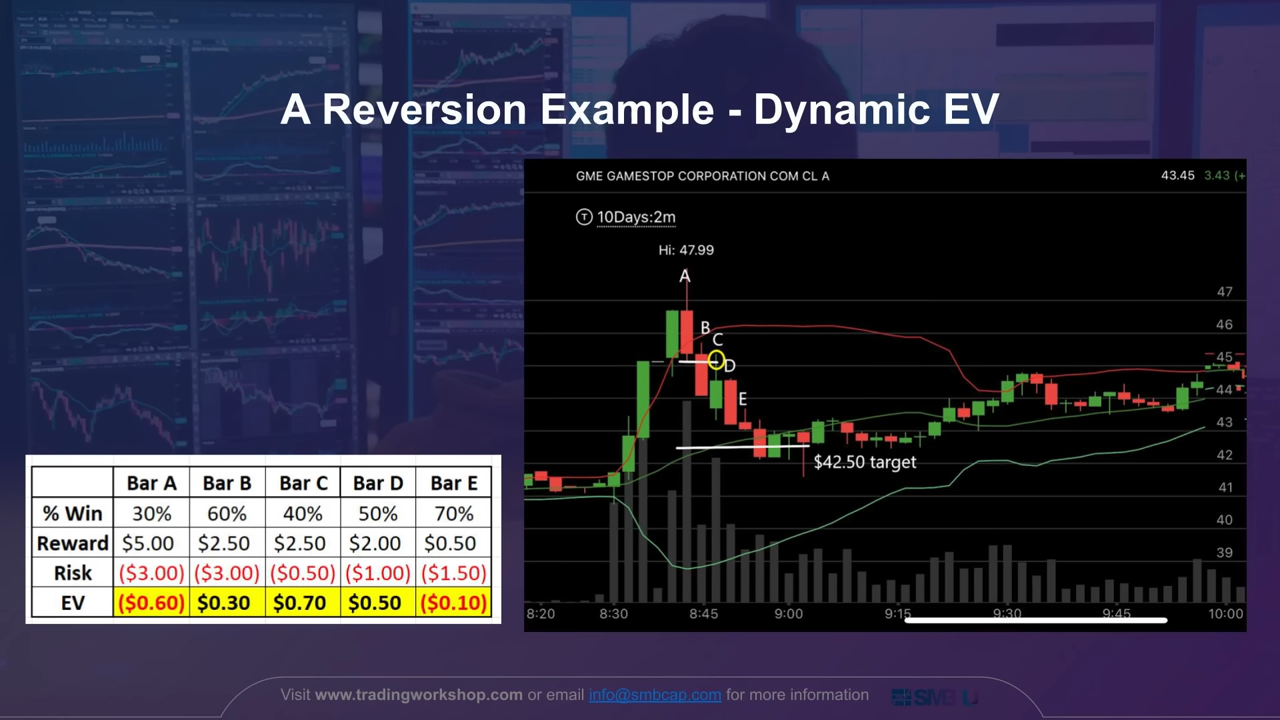 A Reversion Example - Dynamic EV
GME GAMESTOP CORPORATION COM CL A
43.45 3.43 (+
T 10Days:2m
Hi: 47.99
A
B
C
D
E
$42.50 target
47
46
45
44
43
42
41
40
39
8:20 8:30 8:45 9:00 9:15 9:30 9:45 10:00
Bar A Bar B Bar C Bar D Bar E
% Win 30% 60% 40% 50% 70%
Reward $5.00 $2.50 $2.50 $2.00 $0.50
Risk ($3.00) ($3.00) ($0.50) ($1.00) ($1.50)
EV ($0.60) $0.30 $0.70 $0.50 ($0.10)
Visit www.tradingworkshop.com or email info@smbcap.com for more information